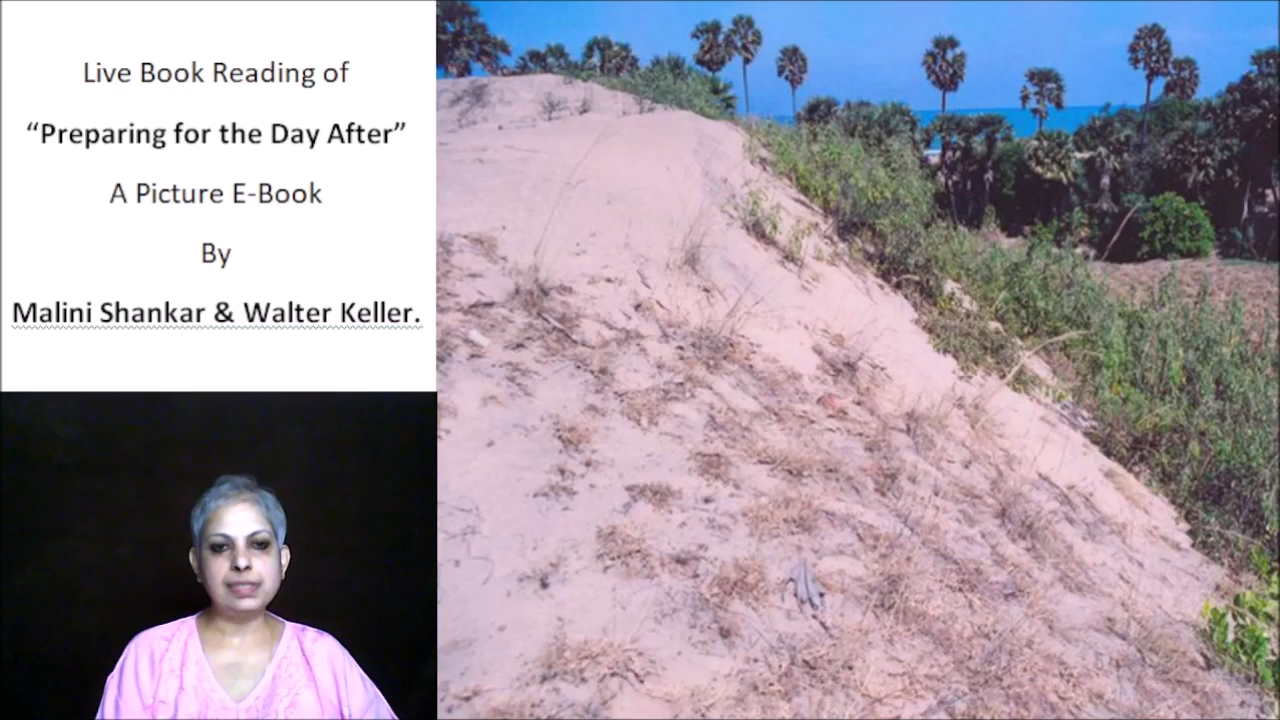 Live Book Reading of
“Preparing for the Day After”
A Picture E-Book
By
Malini Shankar & Walter Keller.